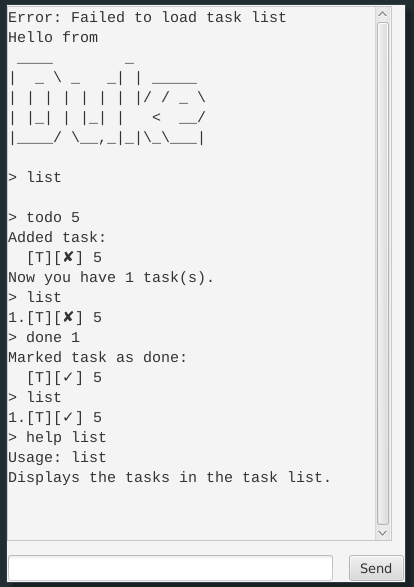 Error: Failed to load task list
Hello from
 ____        _
|  _ \ _   _| | _____
| | | | | | | |/ / _ \
| |_| | |_| |   <  __/
|____/ \__,_|_|\_\___|
> list
> todo 5
Added task:
  [T][✘] 5
Now you have 1 task(s).
> list
1.[T][✘] 5
> done 1
Marked task as done:
  [T][✓] 5
> list
1.[T][✓] 5
> help list
Usage: list
Displays the tasks in the task list.
Send